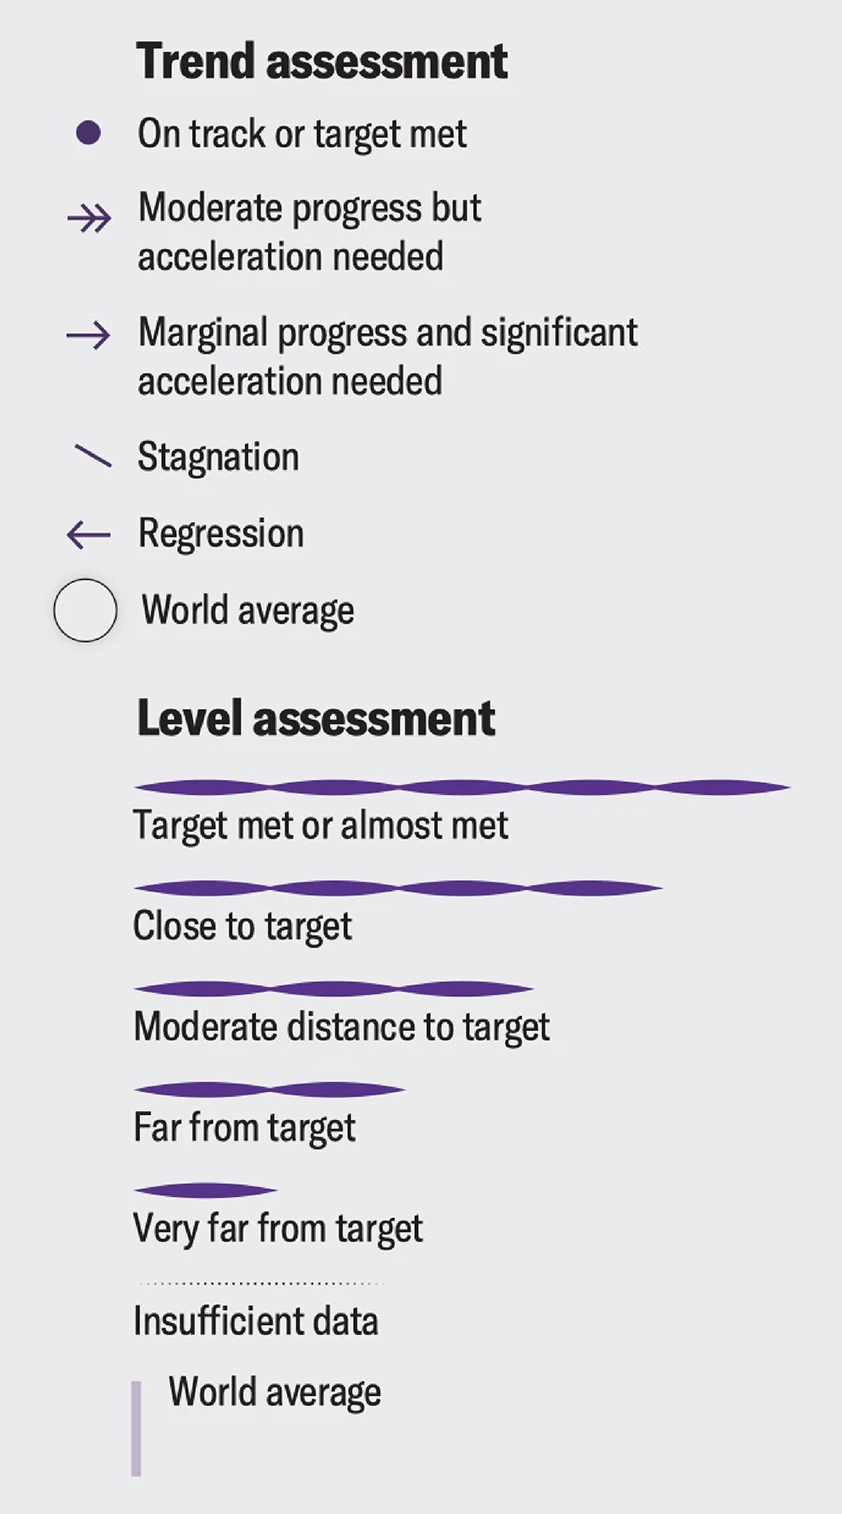 Trend assessment
On track or target met
Moderate progress but
acceleration needed
Marginal progress and significant
acceleration needed
Stagnation
Regression
World average
Level assessment
Target met or almost met
Close to target
Moderate distance to target
Far from target
Very far from target
Insufficient data
World average